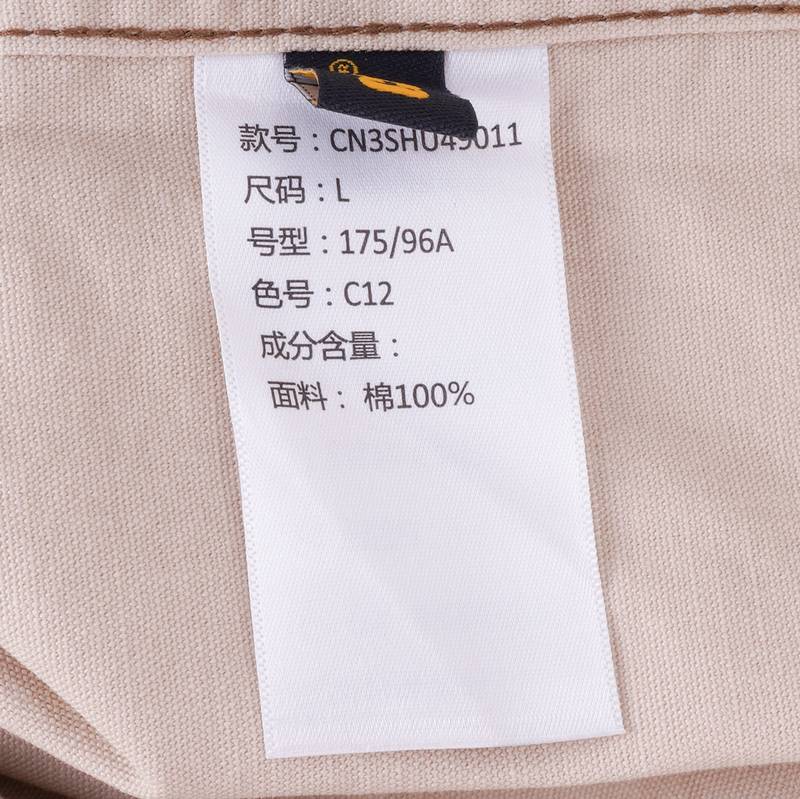 款号：CN3SHU49011
尺码：L
号型：175/96A
色号：C12
成分含量：
面料：棉100%
®